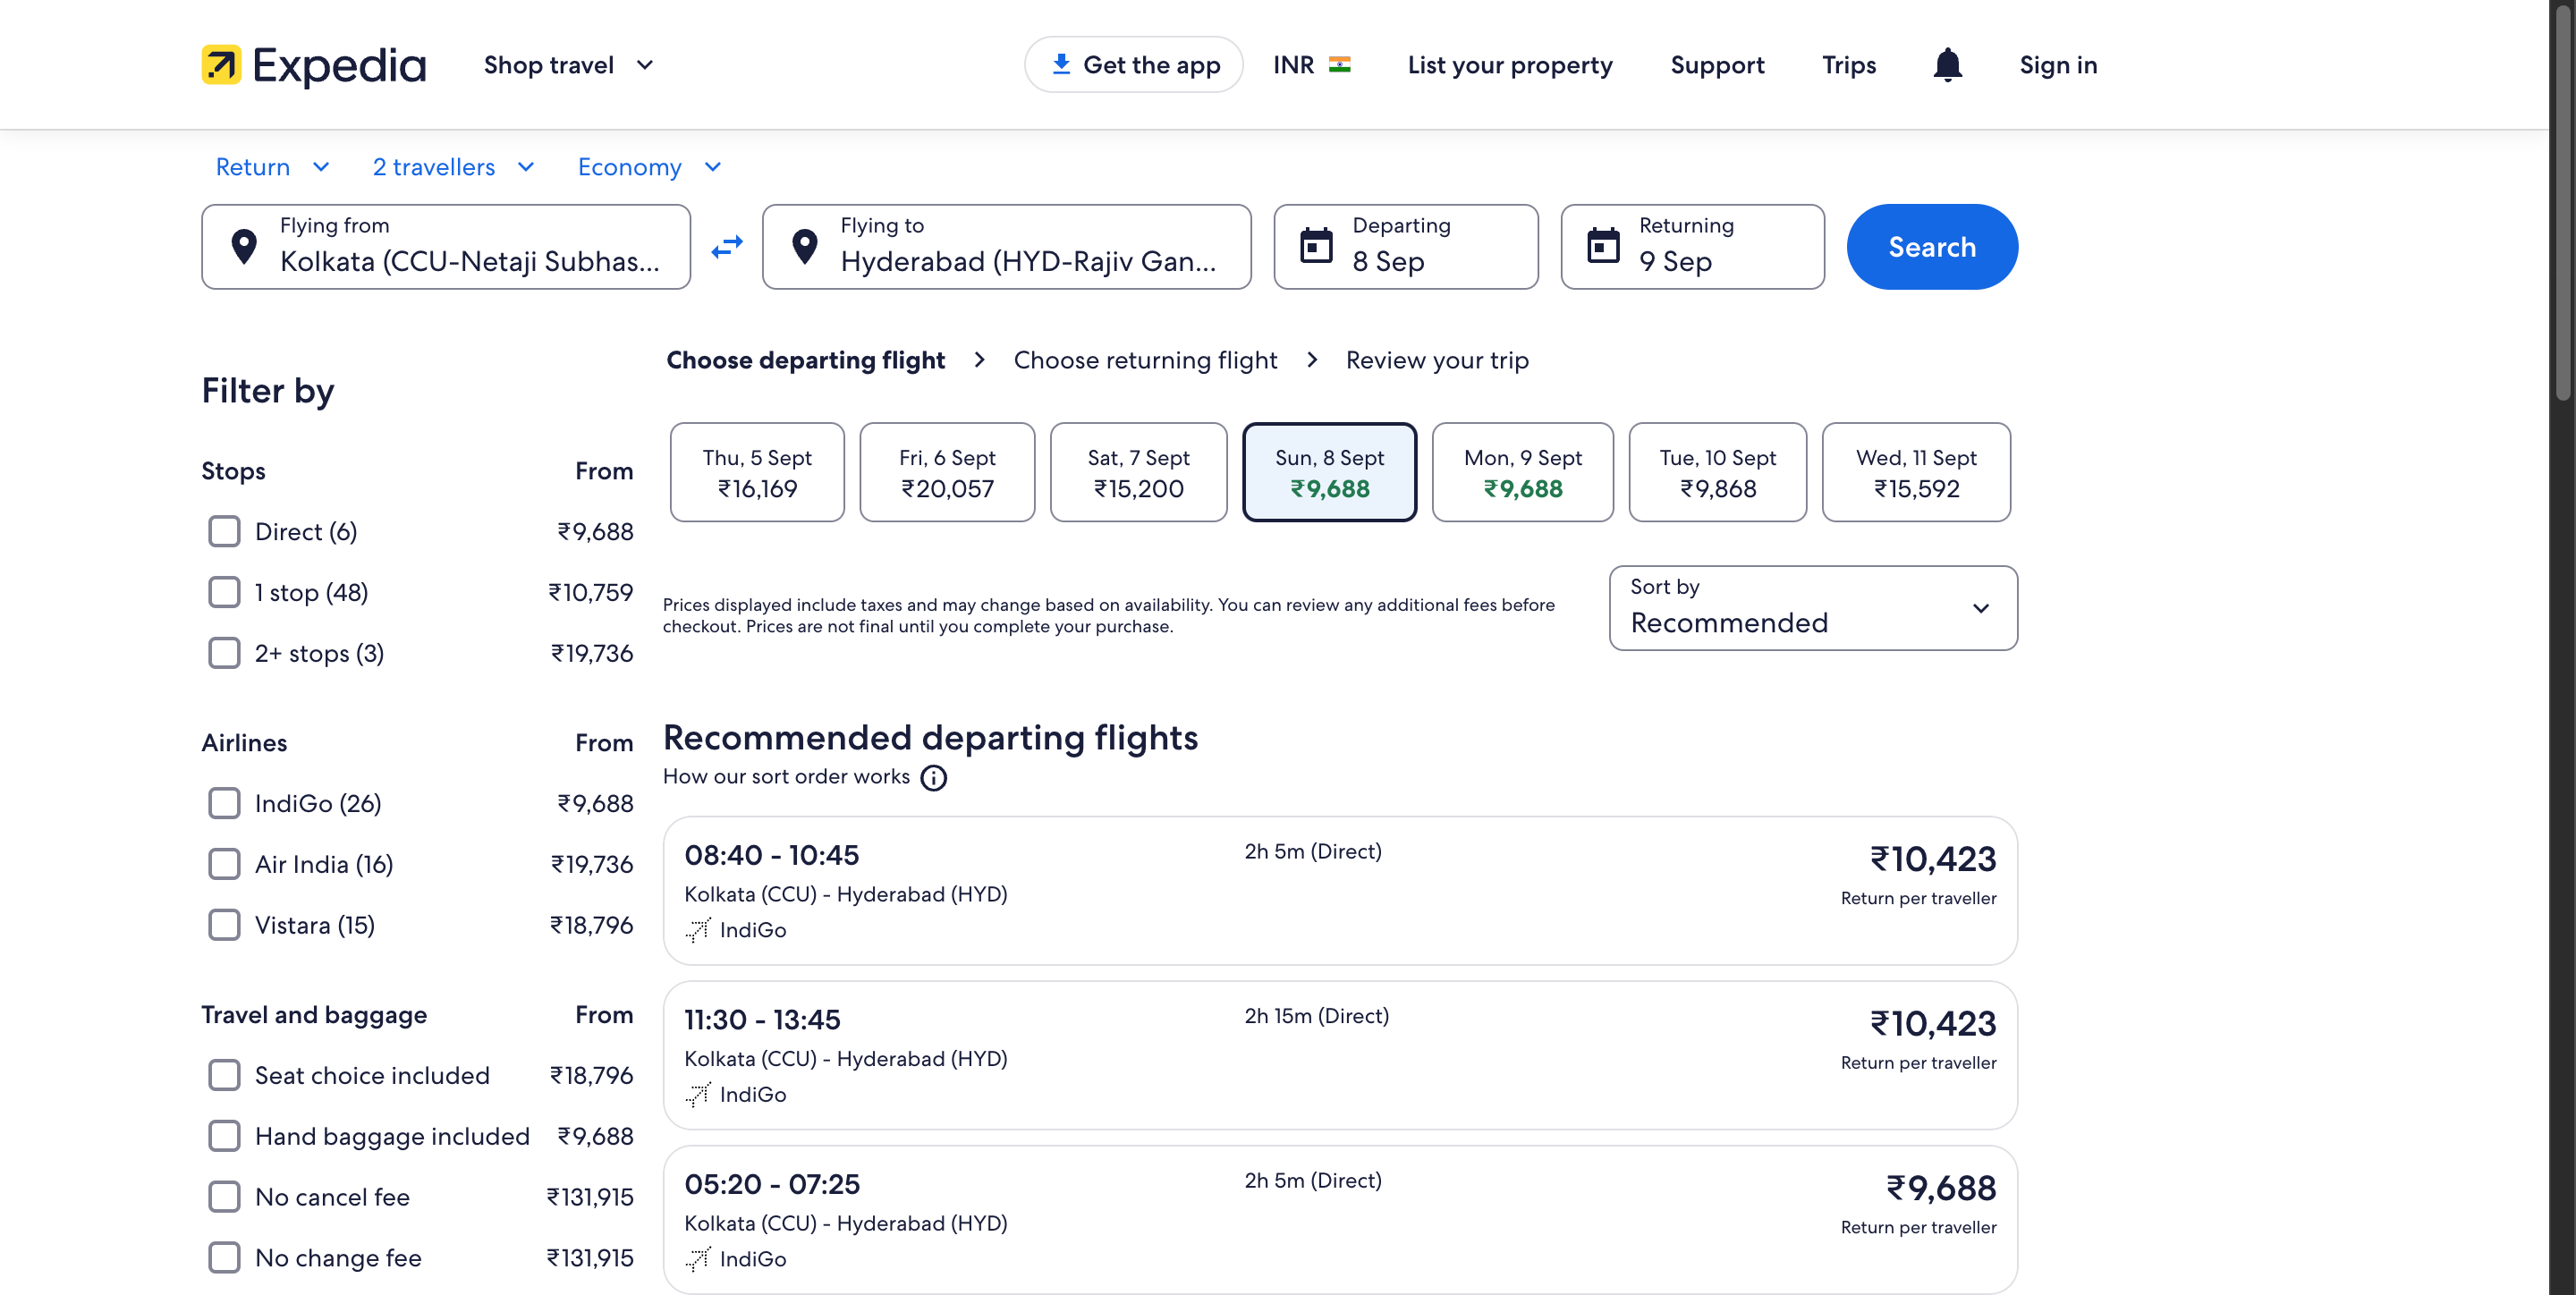 Expedia
Shop travel
Get the app
INR
List your property
Support
Trips
Sign in
Return
2 travellers
Economy
Flying from
Kolkata (CCU-Netaji Subhas...
Flying to
Hyderabad (HYD-Rajiv Gan...
Departing
8 Sep
Returning
9 Sep
Search
Filter by
Stops From
Direct (6) ₹9,688
1 stop (48) ₹10,759
2+ stops (3) ₹19,736
Airlines From
IndiGo (26) ₹9,688
Air India (16) ₹19,736
Vistara (15) ₹18,796
Travel and baggage From
Seat choice included ₹18,796
Hand baggage included ₹9,688
No cancel fee ₹131,915
No change fee ₹131,915
Choose departing flight
Choose returning flight
Review your trip
Thu, 5 Sept
₹16,169
Fri, 6 Sept
₹20,057
Sat, 7 Sept
₹15,200
Sun, 8 Sept
₹9,688
Mon, 9 Sept
₹9,688
Tue, 10 Sept
₹9,868
Wed, 11 Sept
₹15,592
Prices displayed include taxes and may change based on availability. You can review any additional fees before
checkout. Prices are not final until you complete your purchase.
Sort by
Recommended
Recommended departing flights
How our sort order works
08:40 - 10:45
Kolkata (CCU) - Hyderabad (HYD)
IndiGo
2h 5m (Direct)
₹10,423
Return per traveller
11:30 - 13:45
Kolkata (CCU) - Hyderabad (HYD)
IndiGo
2h 15m (Direct)
₹10,423
Return per traveller
05:20 - 07:25
Kolkata (CCU) - Hyderabad (HYD)
IndiGo
2h 5m (Direct)
₹9,688
Return per traveller